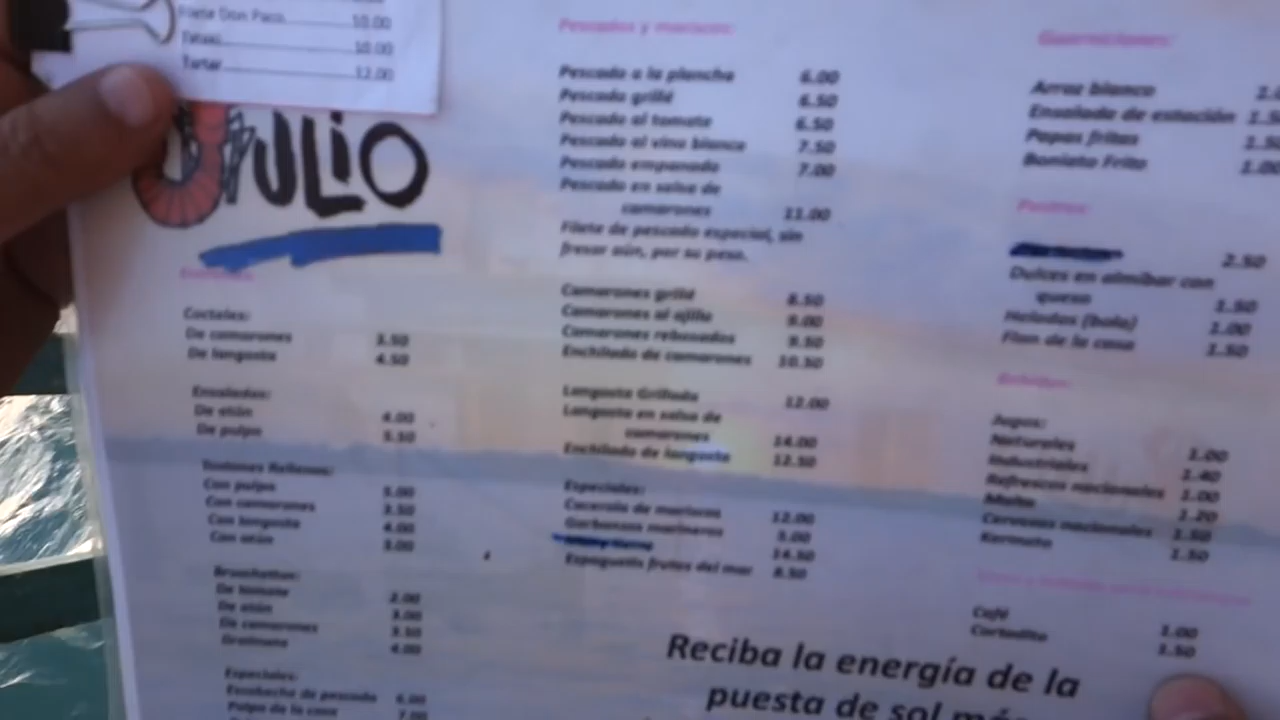 Filete Don Paco 10.00
10.00
Tartar 12.00
JULIO
Cocteles:
De camarones 3.50
De langosta 4.50
Ensaladas:
De atún 4.00
De pulpo 5.50
Tostones Rellenos:
Con pulpo 5.00
Con camarones 3.50
Con langosta 4.00
Con atún 3.00
Bruschettas:
De tomate 2.00
De atún 3.00
De camarones 3.50
4.00
Especiales:
Escabeche de pescado 6.00
Pulpo de la casa 7.00
Pescados y mariscos:
Pescado a la plancha 6.00
Pescado grillé 6.50
Pescado al tomate 6.50
Pescado al vino blanco 7.50
Pescado empanado 7.00
Pescado en salsa de
camarones 11.00
Filete de pescado especial, sin
fresar aún, por su peso.
Camarones grillé 8.50
Camarones al ajillo 9.00
Camarones rebosados 9.50
Enchilado de camarones 10.50
Langosta Grillada 12.00
Langosta en salsa de
camarones 14.00
Enchilado de langosta 12.50
Especiales:
Cacerola de mariscos 12.00
Garbanzos marineros 5.00
14.50
Espaguetis frutos del mar 8.50
Reciba la energía de la
puesta de sol más
Guarniciones:
Arroz blanco
Ensalada de estación
Papas fritas
Boniato Frito 1.00
Postres:
2.50
Dulces en almíbar con
queso 1.50
Helados (bola) 1.00
Flan de la casa 1.50
Bebidas:
Jugos:
Naturales 1.00
Industriales 1.40
Refrescos nacionales 1.00
Malta 1.20
Cervezas nacionales 1.50
Kermato 1.50
Café 1.00
Cortadito 1.50